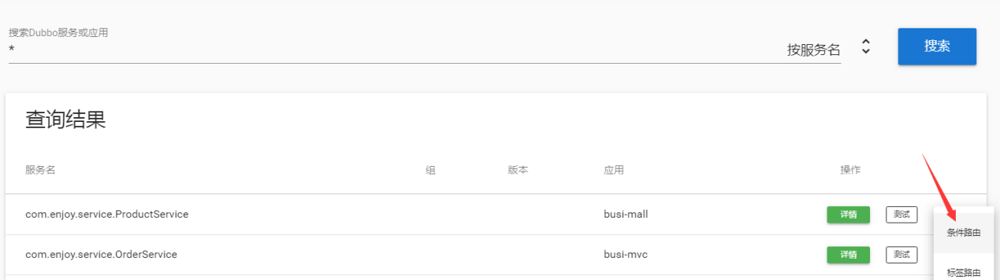 搜索Dubbo服务或应用
* 按服务名 搜索
查询结果
服务名 组 版本 应用 操作
com.enjoy.service.ProductService busi-mall 详情 测试
条件路由
com.enjoy.service.OrderService busi-mvc 详情 测试
标签路由